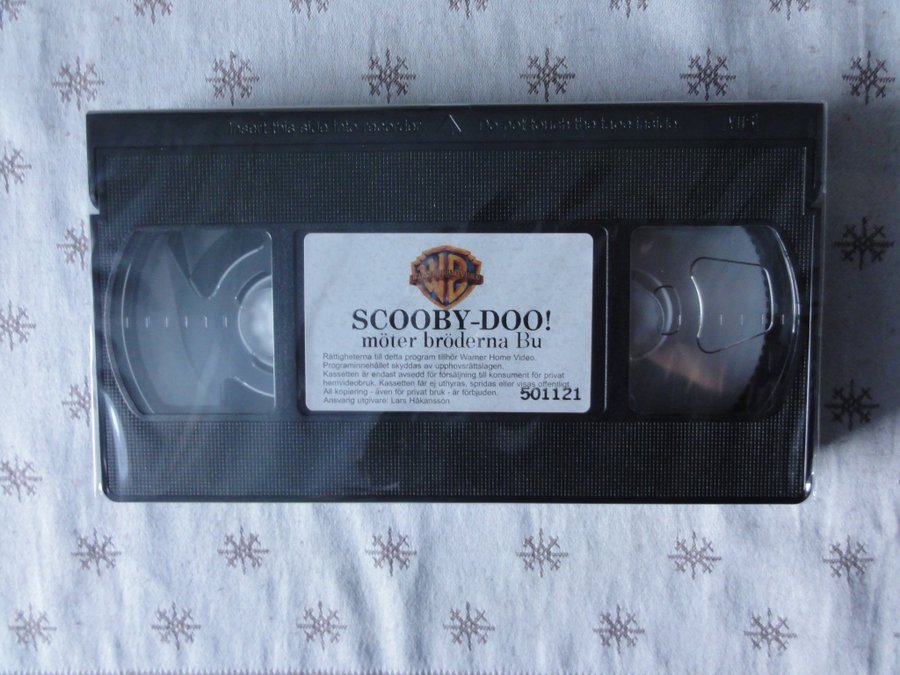 Insert this side into recorder Do not touch the tape inside VHS
SCOOBY-DOO!
möter bröderna Bu
Rättigheterna till detta program tillhör Warner Home Video.
Programinnehållet skyddas av upphovsrättslagen.
Kassetten är endast avsedd för försäljning till konsument för privat
hemvideobruk. Kassetten får ej uthyras, spridas eller visas offentligt.
All kopiering - även för privat bruk - är förbjuden.
Ansvarig utgivare: Lars Håkansson.
501121